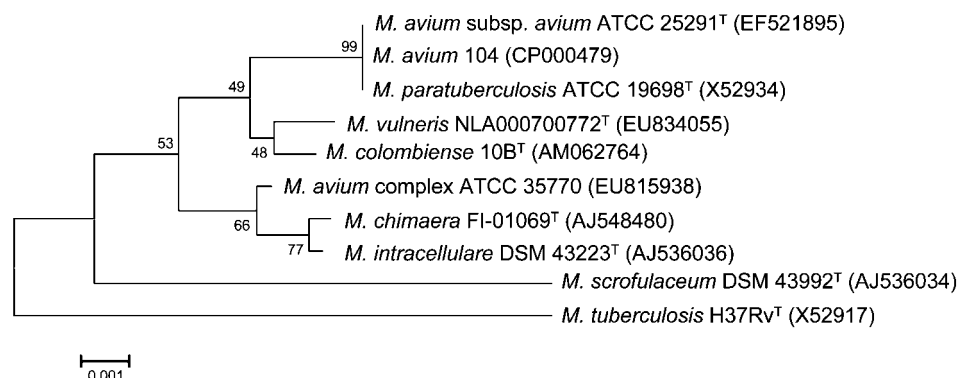 M. avium subsp. avium ATCC 25291ᵀ (EF521895)
99
M. avium 104 (CP000479)
M. paratuberculosis ATCC 19698ᵀ (X52934)
49
M. vulneris NLA000700772ᵀ (EU834055)
53
48
M. colombiense 10Bᵀ (AM062764)
M. avium complex ATCC 35770 (EU815938)
66
M. chimaera FI-01069ᵀ (AJ548480)
77
M. intracellulare DSM 43223ᵀ (AJ536036)
M. scrofulaceum DSM 43992ᵀ (AJ536034)
M. tuberculosis H37Rvᵀ (X52917)
0.001